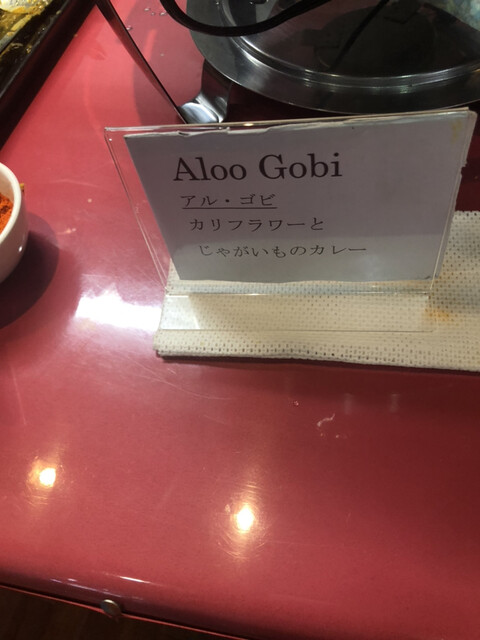 Aloo Gobi
アル・ゴビ
カリフラワーと
じゃがいものカレー